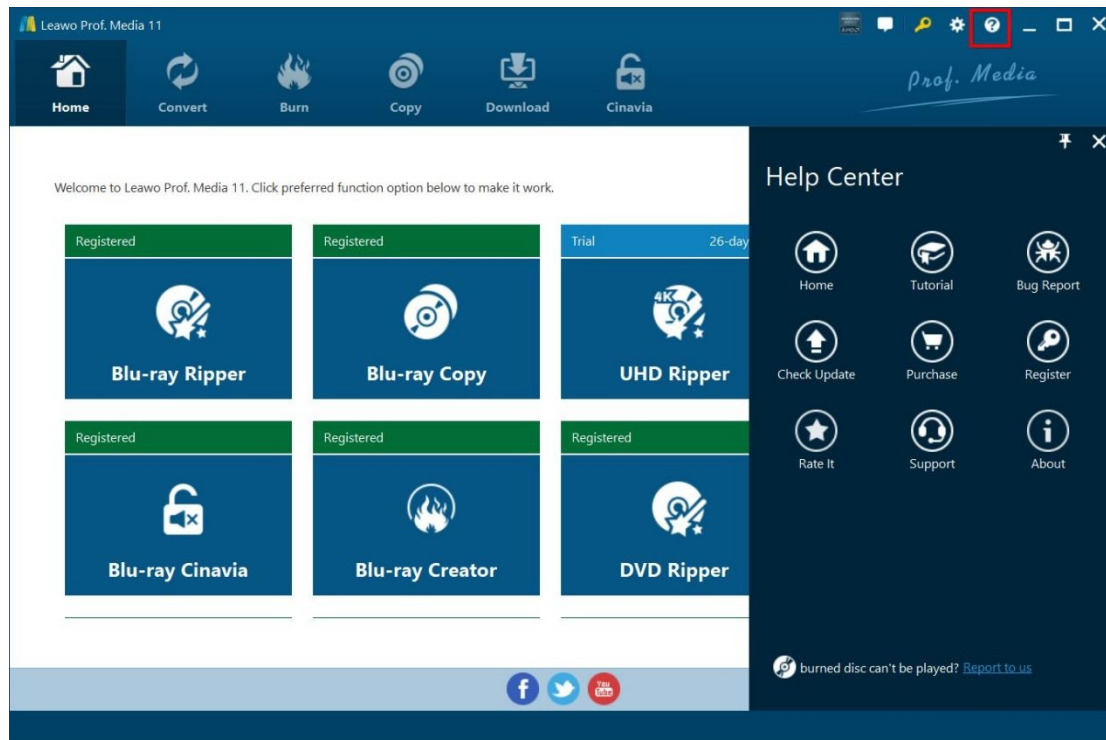 Leawo Prof. Media 11
Home
Convert
Burn
Copy
Download
Cinavia
Prof. Media
Welcome to Leawo Prof. Media 11. Click preferred function option below to make it work.
Registered
Blu-ray Ripper
Registered
Blu-ray Copy
Trial 26-day
4K
UHD Ripper
Registered
Blu-ray Cinavia
Registered
Blu-ray Creator
Registered
DVD Ripper
Help Center
Home
Tutorial
Bug Report
Check Update
Purchase
Register
Rate It
Support
About
burned disc can't be played? Report to us
f
You
Tube